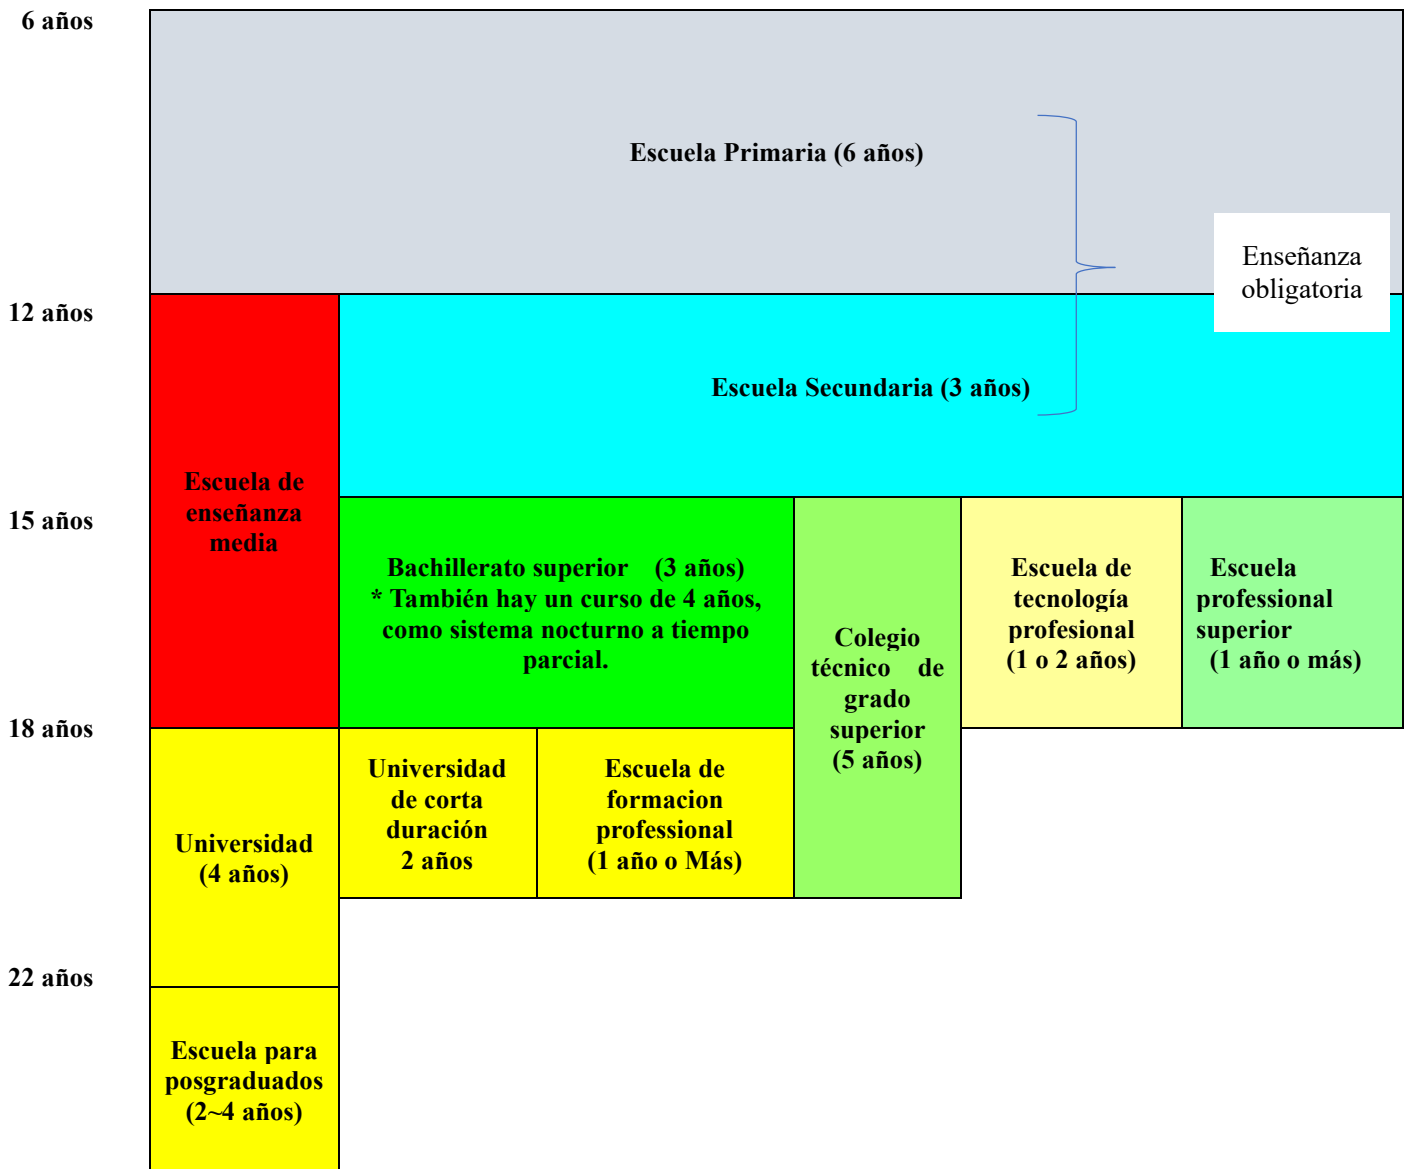 6 años
Escuela Primaria (6 años)
Enseñanza
obligatoria
12 años
Escuela Secundaria (3 años)
Escuela de
enseñanza
media
15 años
Bachillerato superior (3 años)
* También hay un curso de 4 años,
como sistema nocturno a tiempo
parcial.
Colegio
técnico de
grado
superior
(5 años)
Escuela de
tecnología
profesional
(1 o 2 años)
Escuela
professional
superior
(1 año o más)
18 años
Universidad
(4 años)
Universidad
de corta
duración
2 años
Escuela de
formacion
professional
(1 año o Más)
22 años
Escuela para
posgraduados
(2~4 años)